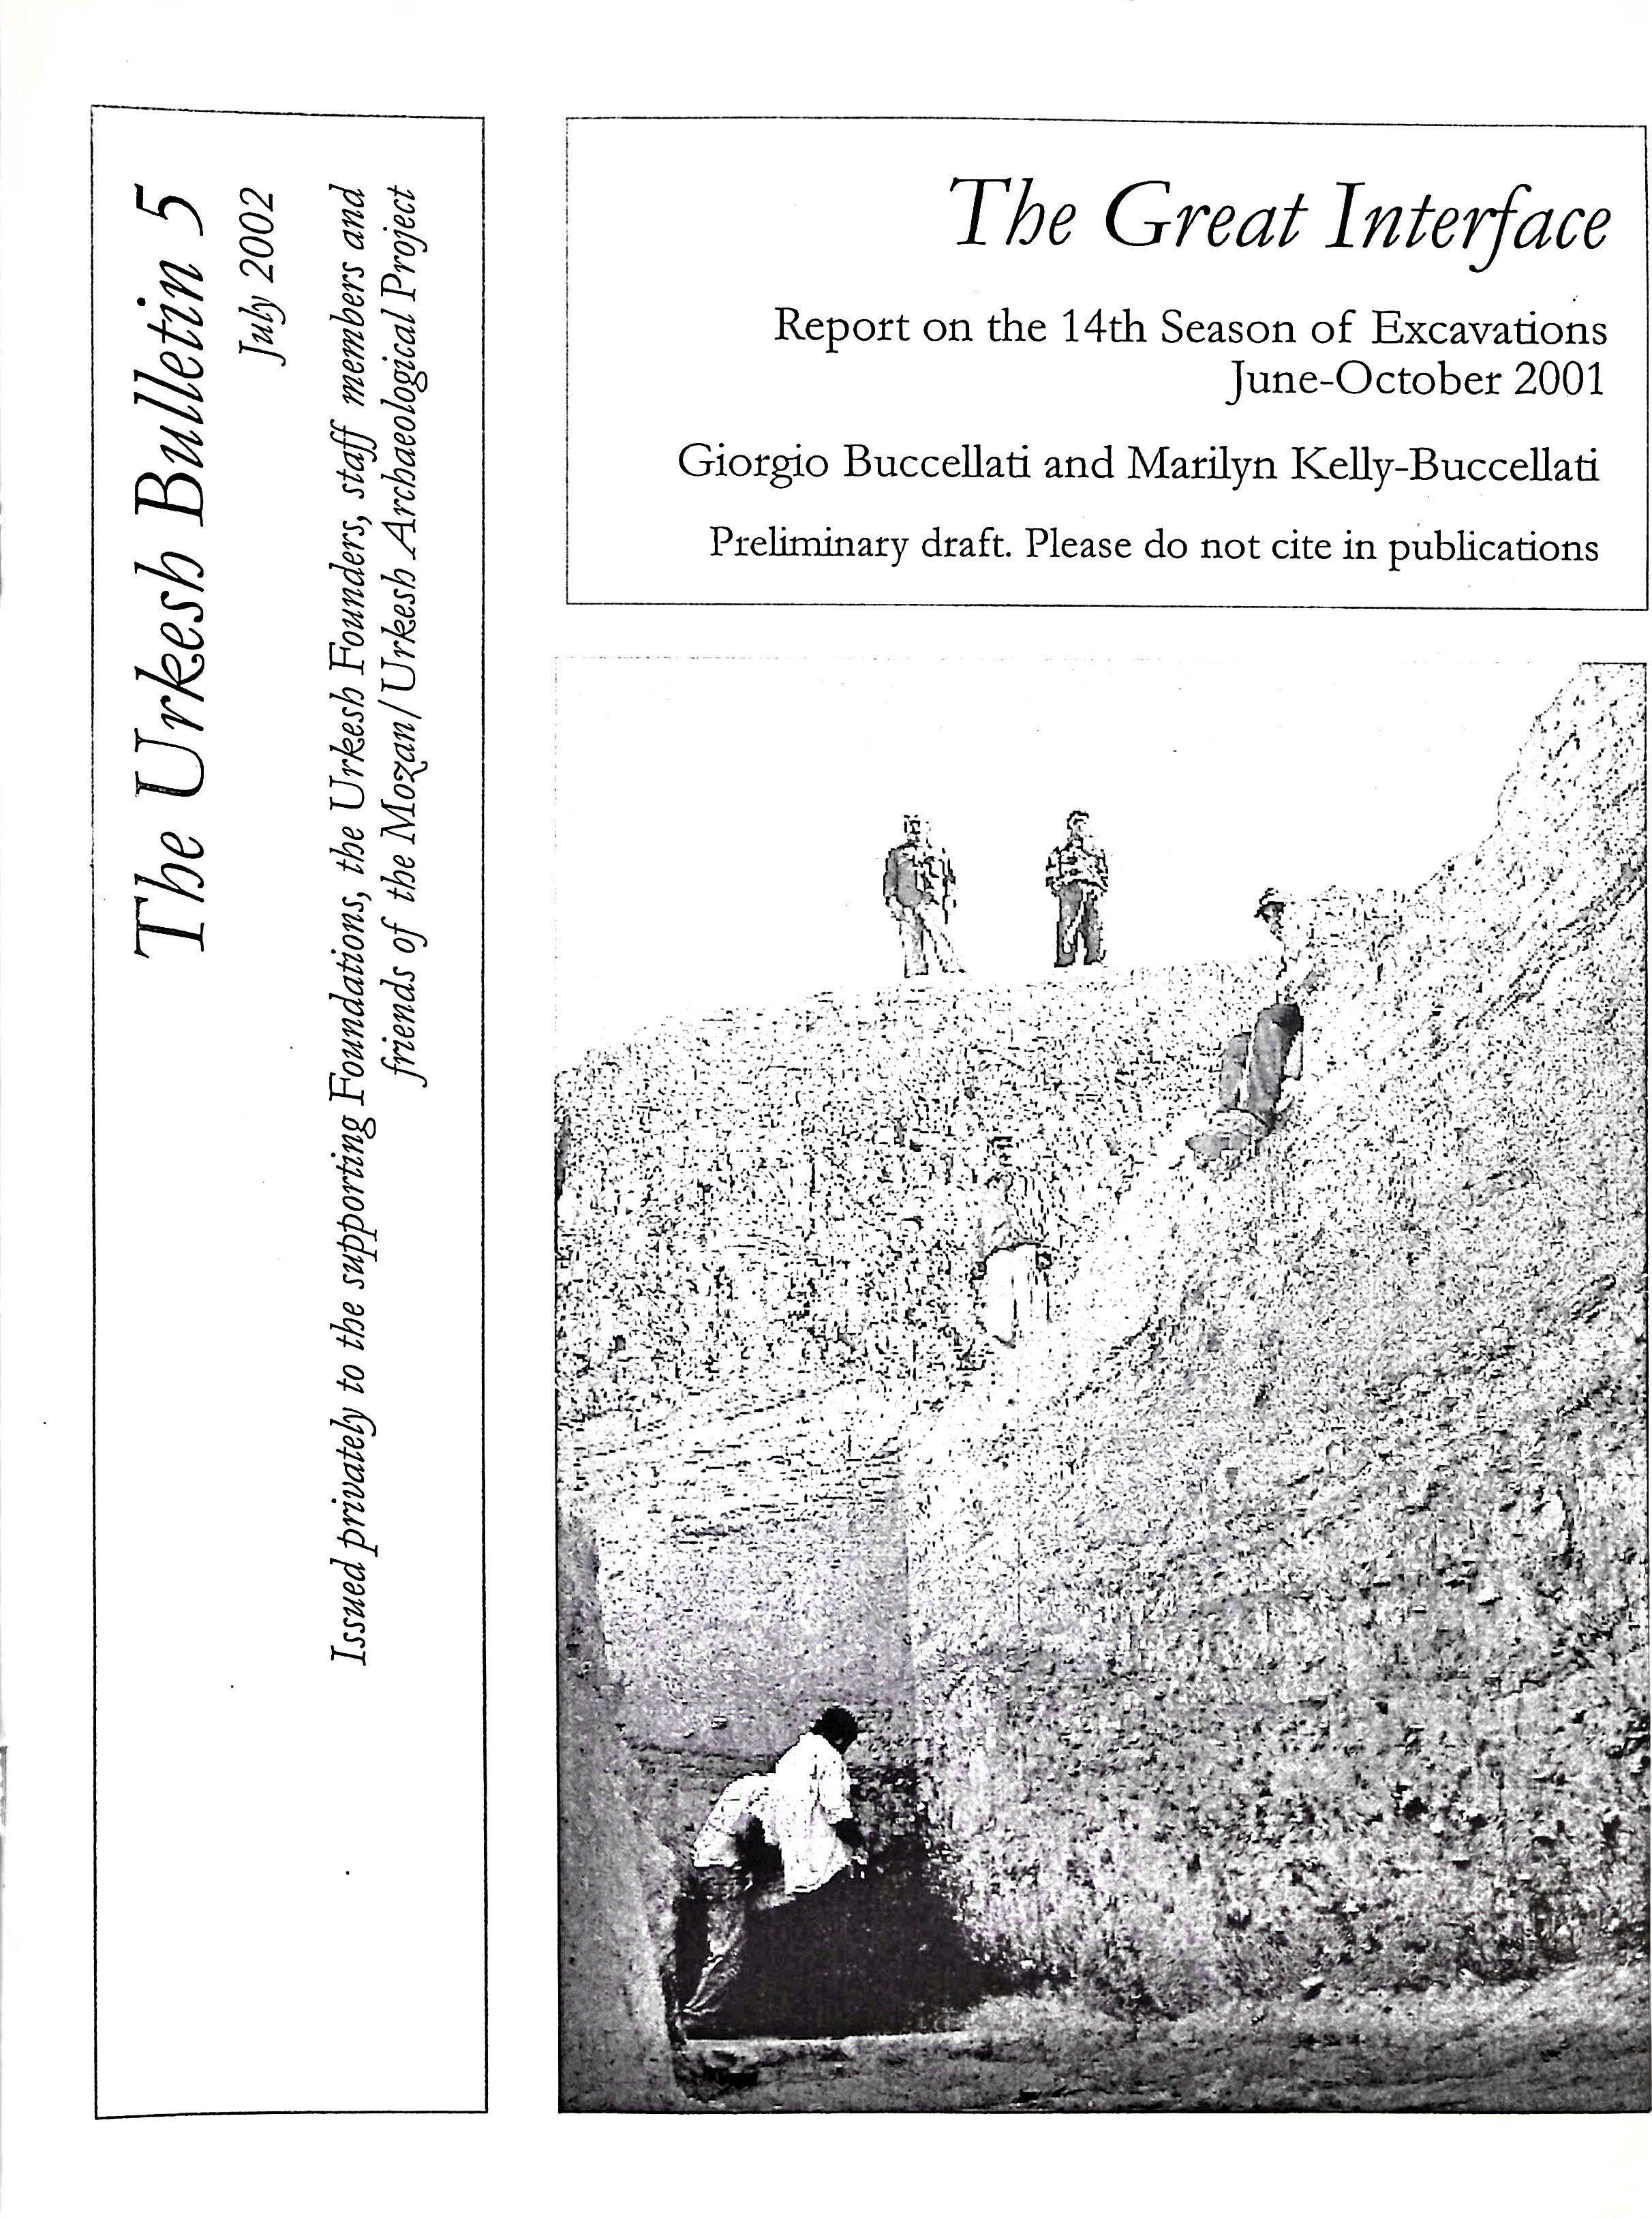 The Urkesh Bulletin 5
July 2002
Issued privately to the supporting Foundations, the Urkesh Founders, staff members and
friends of the Mozan/Urkesh Archaeological Project
The Great Interface
Report on the 14th Season of Excavations
June-October 2001
Giorgio Buccellati and Marilyn Kelly-Buccellati
Preliminary draft. Please do not cite in publications